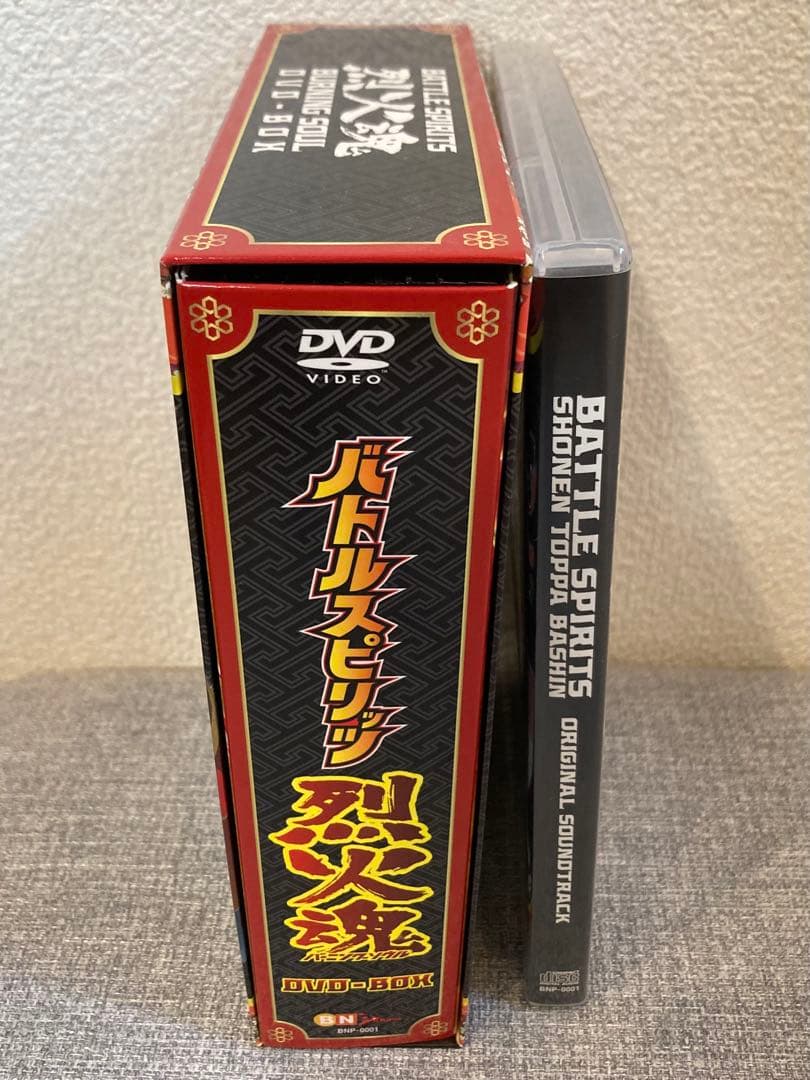 BATTLE SPIRITS
烈火魂
BURNING SOUL
DVD-BOX
DVD
VIDEO
TM
バトルスピリッツ
烈火魂
バーニングソウル
DVD-BOX
BN
BNP-0001
BATTLE SPIRITS
SHONEN TOPPA BASHIN
ORIGINAL SOUNDTRACK
disc
BNP-0001